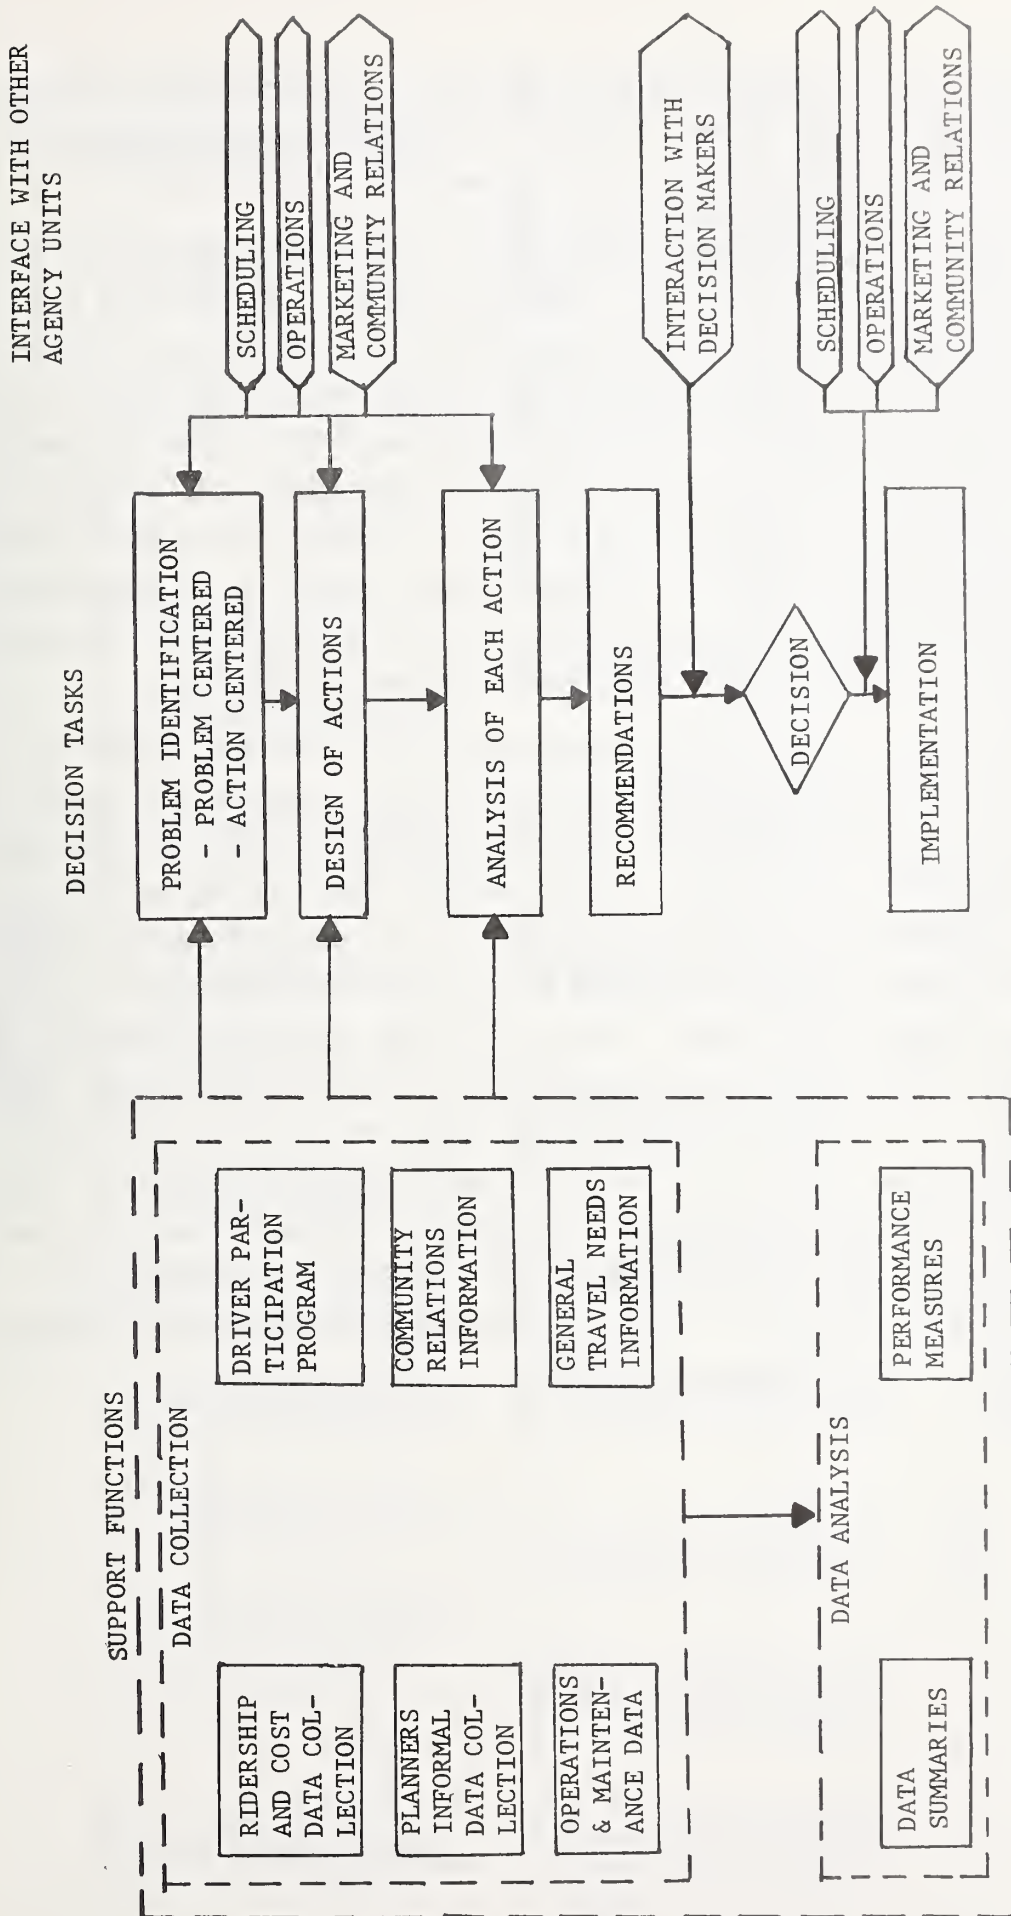 SUPPORT FUNCTIONS
DATA COLLECTION
RIDERSHIP
AND COST
DATA COL-
LECTION
DRIVER PAR-
TICIPATION
PROGRAM
PLANNERS
INFORMAL
DATA COL-
LECTION
COMMUNITY
RELATIONS
INFORMATION
OPERATIONS
& MAINTEN-
ANCE DATA
GENERAL
TRAVEL NEEDS
INFORMATION
DATA ANALYSIS
DATA
SUMMARIES
PERFORMANCE
MEASURES
DECISION TASKS
PROBLEM IDENTIFICATION
- PROBLEM CENTERED
- ACTION CENTERED
DESIGN OF ACTIONS
ANALYSIS OF EACH ACTION
RECOMMENDATIONS
DECISION
IMPLEMENTATION
INTERFACE WITH OTHER
AGENCY UNITS
SCHEDULING
OPERATIONS
MARKETING AND
COMMUNITY RELATIONS
INTERACTION WITH
DECISION MAKERS
SCHEDULING
OPERATIONS
MARKETING AND
COMMUNITY RELATIONS